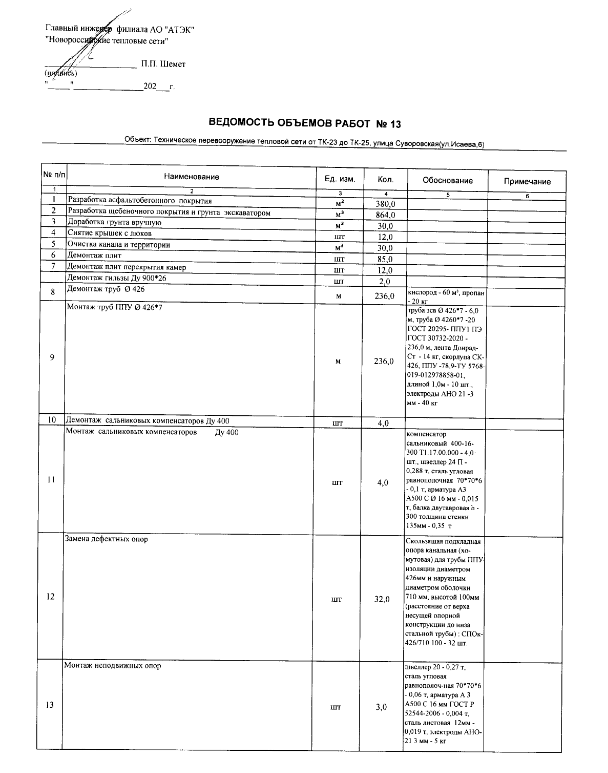 Главный инженер филиала АО "АТЭК"
"Новороссийские тепловые сети"
П.П. Шемет
(подпись)
"_____"____________202___г.
ВЕДОМОСТЬ ОБЪЕМОВ РАБОТ № 13
Объект: Техническое перевооружение тепловой сети от ТК-23 до ТК-25, улица Суворовская(ул.Исаева,6)
№ п/п Наименование Ед. изм. Кол. Обоснование Примечание
1 2 3 4 5 6
1 Разработка асфальтобетонного покрытия м² 380,0
2 Разработка щебеночного покрытия и грунта экскаватором м³ 864,0
3 Доработка грунта вручную м³ 30,0
4 Снятие крышек с люков шт 12,0
5 Очистка канала и территории м³ 30,0
6 Демонтаж плит шт 85,0
7 Демонтаж плит перекрытия камер шт 12,0
Демонтаж гильзы Ду 900*26 шт 2,0
8 Демонтаж труб Ø 426 м 236,0 кислород - 60 м³, пропан
- 20 кг
9 Монтаж труб ППУ Ø 426*7 м 236,0
труба эсв Ø 426*7 - 6,0
м, труба Ø 4260*7 -20
ГОСТ 20295- ППУ1 ПЭ
ГОСТ 30732-2020 -
236,0 м, лента Донрад-
Ст - 14 кг, скорлупа СК-
426, ППУ -78,9-ТУ 5768-
019-012978858-01,
длиной 1,0м - 10 шт ,
электроды АНО 21 -3
мм - 40 кг
10 Демонтаж сальниковых компенсаторов Ду 400 шт 4,0
11 Монтаж сальниковых компенсаторов Ду 400 шт 4,0
компенсатор
сальниковый 400-16-
300 Т1.17.00.000 - 4,0
шт., швеллер 24 П -
0,288 т, сталь угловая
равнополочная 70*70*6
- 0,1 т, арматура А3
А500 С Ø 16 мм - 0,015
т, балка двутавровая h -
300 толщина стенки
135мм - 0,35 т
12 Замена дефектных опор шт 32,0
Скользящая подкладная
опора канальная (хо-
мутовая) для трубы ППУ-
изоляции диаметром
426мм и наружным
диаметром оболочки
710 мм, высотой 100мм
(расстояние от верха
несущей опорной
конструкции до низа
стальной трубы) : СПОк-
426/710 100 - 32 шт
13 Монтаж неподвижных опор шт 3,0
швеллер 20 - 0,27 т,
сталь угловая
равнополоч-ная 70*70*6
- 0,06 т, арматура А 3
А500 С 16 мм ГОСТ Р
52544-2006 - 0,004 т,
сталь листовая 12мм -
0,019 т, электроды АНО-
21 3 мм - 5 кг